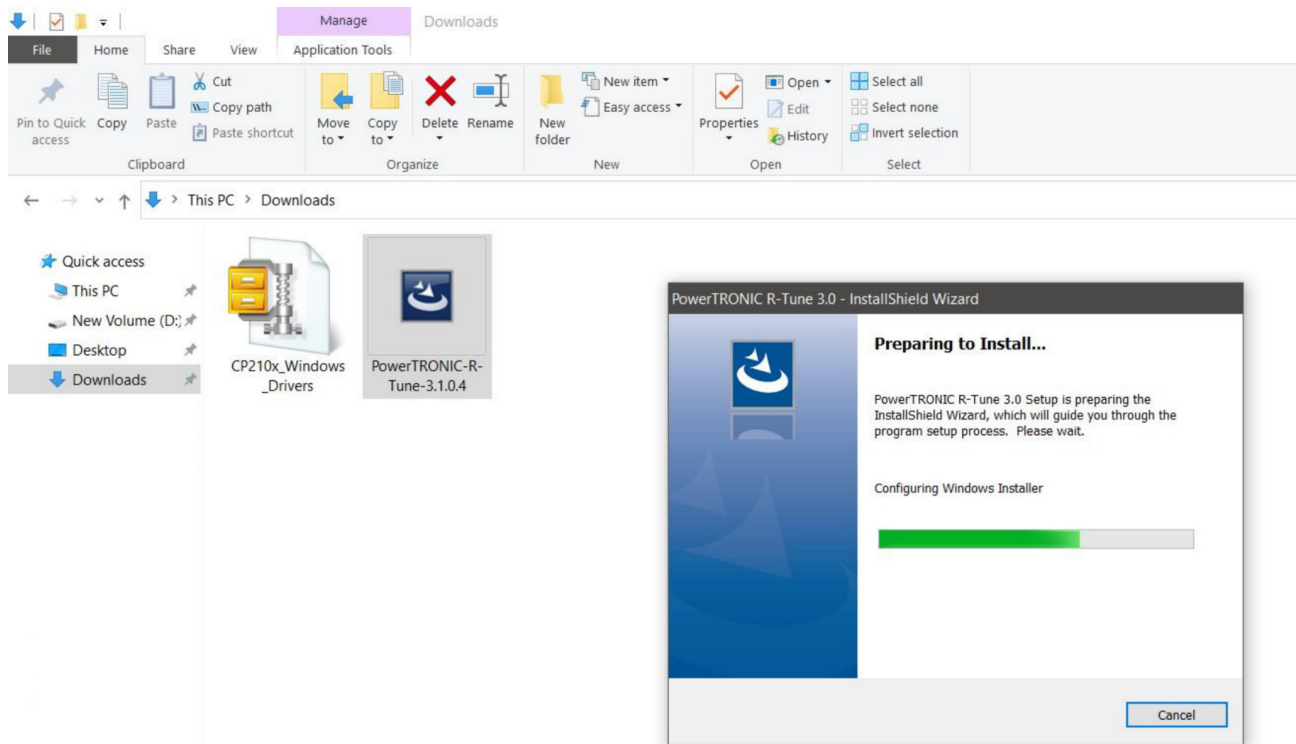 Manage
Downloads
File
Home
Share
View
Application Tools
Pin to Quick
access
Copy
Paste
Cut
Copy path
Paste shortcut
Clipboard
Move
to
Copy
to
Delete
Rename
Organize
New
folder
New item
Easy access
New
Properties
Open
Edit
History
Open
Select all
Select none
Invert selection
Select
This PC > Downloads
Quick access
This PC
New Volume (D:)
Desktop
Downloads
CP210x_Windows
_Drivers
PowerTRONIC-R-
Tune-3.1.0.4
PowerTRONIC R-Tune 3.0 - InstallShield Wizard
Preparing to Install...
PowerTRONIC R-Tune 3.0 Setup is preparing the
InstallShield Wizard, which will guide you through the
program setup process. Please wait.
Configuring Windows Installer
Cancel